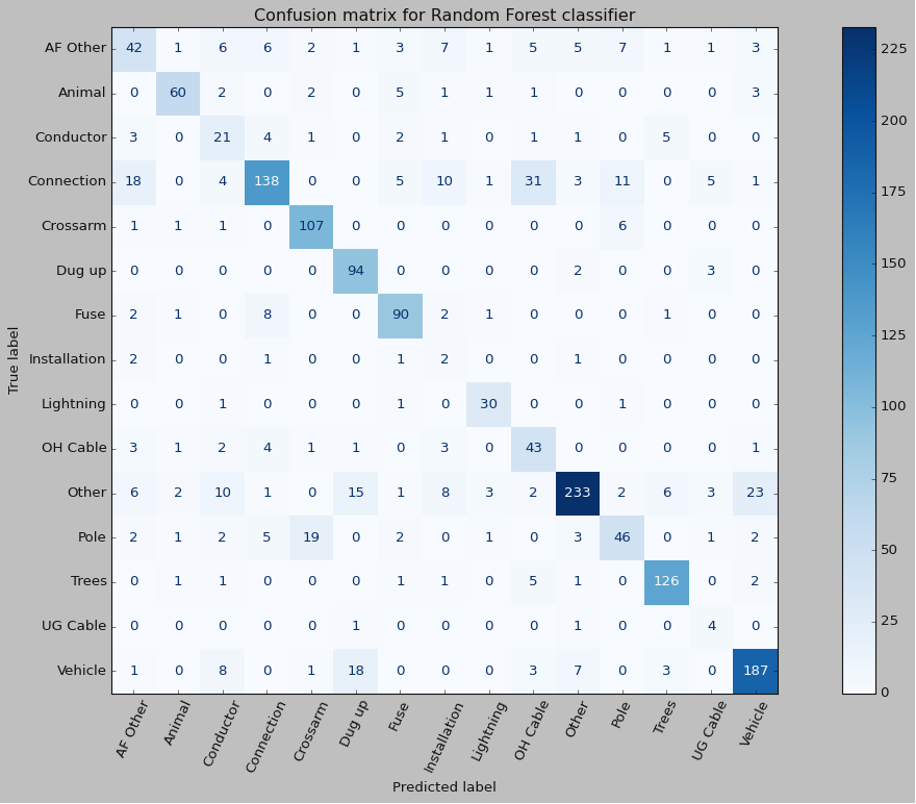 Confusion matrix for Random Forest classifier
AF Other 42 1 6 6 2 1 3 7 1 5 5 7 1 1 3
Animal 0 60 2 0 2 0 5 1 1 1 0 0 0 0 3
Conductor 3 0 21 4 1 0 2 1 0 1 1 0 5 0 0
Connection 18 0 4 138 0 0 5 10 1 31 3 11 0 5 1
Crossarm 1 1 1 0 107 0 0 0 0 0 0 6 0 0 0
Dug up 0 0 0 0 0 94 0 0 0 0 2 0 0 3 0
Fuse 2 1 0 8 0 0 90 2 1 0 0 0 1 0 0
Installation 2 0 0 1 0 0 1 2 0 0 1 0 0 0 0
Lightning 0 0 1 0 0 0 1 0 30 0 0 1 0 0 0
OH Cable 3 1 2 4 1 1 0 3 0 43 0 0 0 0 1
Other 6 2 10 1 0 15 1 8 3 2 233 2 6 3 23
Pole 2 1 2 5 19 0 2 0 1 0 3 46 0 1 2
Trees 0 1 1 0 0 0 1 1 0 5 1 0 126 0 2
UG Cable 0 0 0 0 0 1 0 0 0 0 1 0 0 4 0
Vehicle 1 0 8 0 1 18 0 0 0 3 7 0 3 0 187
True label
AF Other Animal Conductor Connection Crossarm Dug up Fuse Installation Lightning OH Cable Other Pole Trees UG Cable Vehicle
Predicted label
225
200
175
150
125
100
75
50
25
0